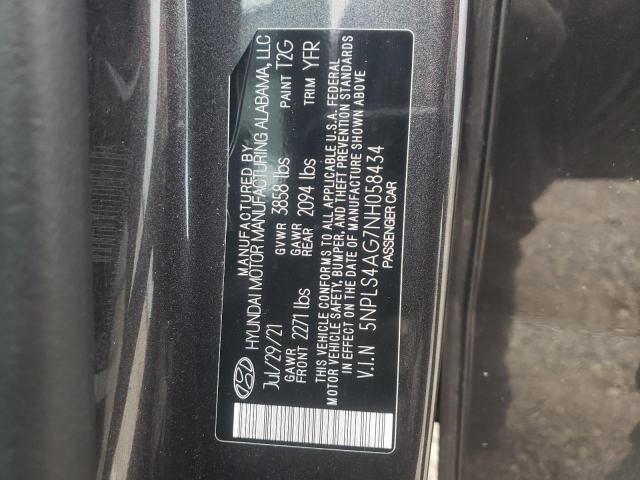 MANUFACTURED BY
HYUNDAI MOTOR MANUFACTURING ALABAMA, LLC
Jul/29/21 GVWR 3858 lbs PAINT T2G
GAWR FRONT 2271 lbs GAWR REAR 2094 lbs TRIM YFR
THIS VEHICLE CONFORMS TO ALL APPLICABLE U.S.A. FEDERAL
MOTOR VEHICLE SAFETY, BUMPER, AND THEFT PREVENTION STANDARDS
IN EFFECT ON THE DATE OF MANUFACTURE SHOWN ABOVE
V.I.N 5NPLS4AG7NH058434
PASSENGER CAR